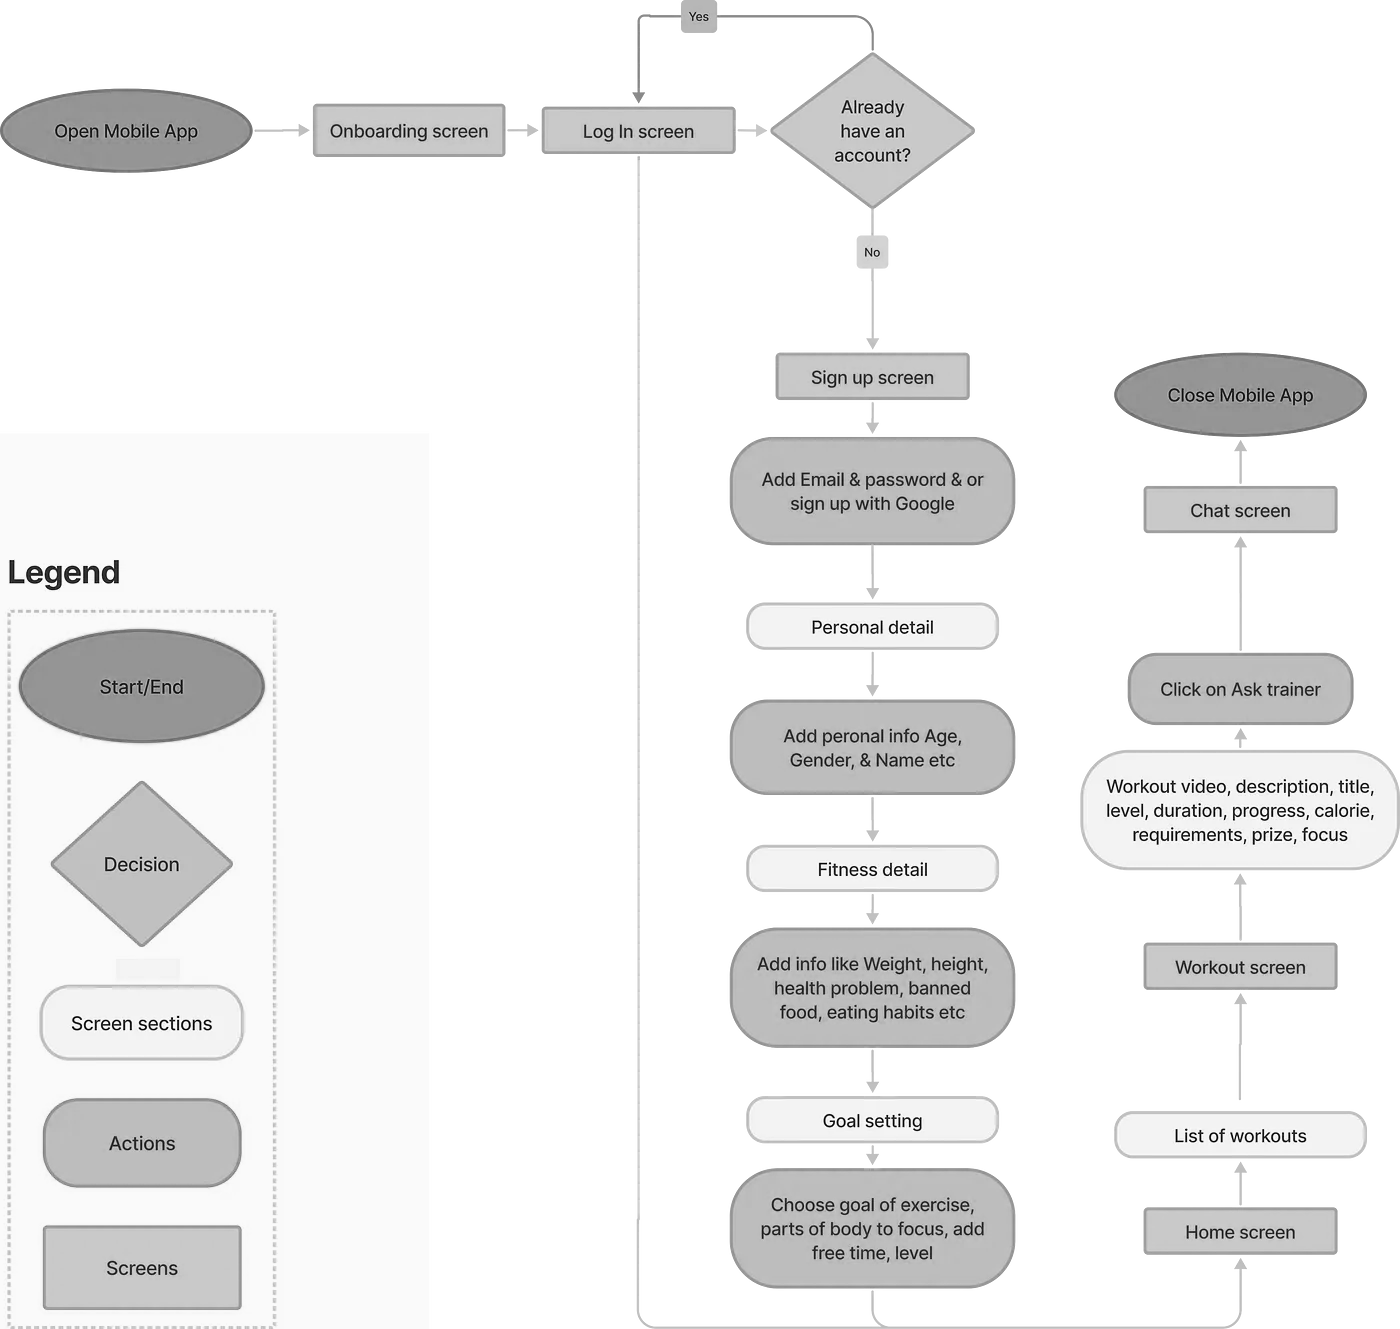 Yes
Open Mobile App
Onboarding screen
Log In screen
Already
have an
account?
No
Sign up screen
Add Email & password & or
sign up with Google
Personal detail
Add peronal info Age,
Gender, & Name etc
Fitness detail
Add info like Weight, height,
health problem, banned
food, eating habits etc
Goal setting
Choose goal of exercise,
parts of body to focus, add
free time, level
Close Mobile App
Chat screen
Click on Ask trainer
Workout video, description, title,
level, duration, progress, calorie,
requirements, prize, focus
Workout screen
List of workouts
Home screen
Legend
Start/End
Decision
Screen sections
Actions
Screens